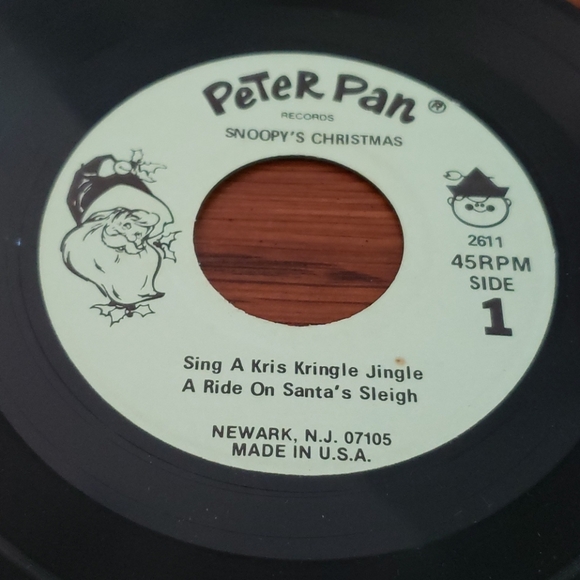 PETER PAN ®
RECORDS
SNOOPY'S CHRISTMAS
2611
45RPM
SIDE
1
Sing A Kris Kringle Jingle
A Ride On Santa's Sleigh
NEWARK, N.J. 07105
MADE IN U.S.A.